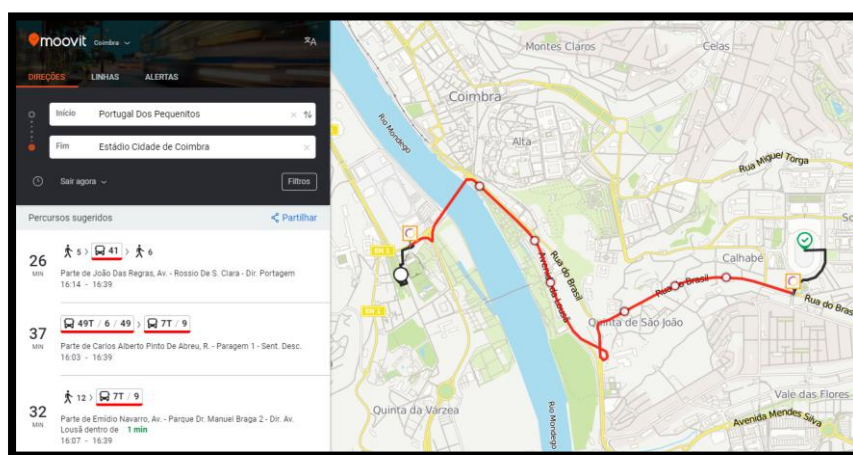 moovit Coimbra
DIREÇÕES LINHAS ALERTAS
Início Portugal Dos Pequenitos
Fim Estádio Cidade de Coimbra
Sair agora Filtros
Percursos sugeridos Partilhar
26 MIN 5 > 41 > 6
Parte de João Das Regras, Av. - Rossio De S. Clara - Dir. Portagem
16:14 - 16:39
37 MIN 49T / 6 / 49 > 7T / 9
Parte de Carlos Alberto Pinto De Abreu, R. - Paragem 1 - Sent. Desc.
16:03 - 16:39
32 MIN 12 > 7T / 9
Parte de Emídio Navarro, Av. - Parque Dr. Manuel Braga 2 - Dir. Av.
Lousã dentro de 1 min
16:07 - 16:39
Montes Claros
Celas
Coimbra
Rio Mondego
Alta
Rua Miguel Torga
Calhabé
Rua do Brasil
Avenida da Lousã
Rua do Brasil
Rua do Bras
Quinta de São João
Quinta da Várzea
Rio Mondego
Vale das Flores
Avenida Mendes Silva